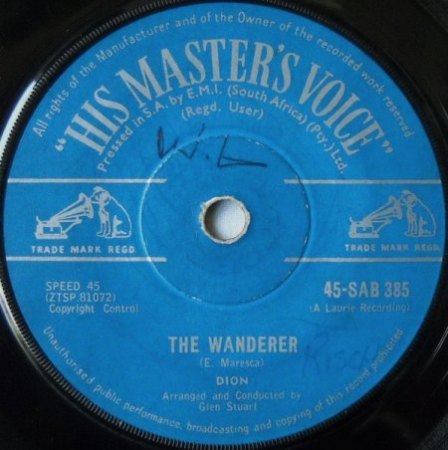 All rights of the Manufacturer and of the Owner of the recorded work reserved
"HIS MASTER'S VOICE"
Pressed in S.A. by E.M.I. (South Africa) (Pty.) Ltd.
(Regd. User)
W.L
TRADE MARK REGD.
TRADE MARK REGD.
SPEED 45
(ZTSP.81072)
Copyright Control
45-SAB 385
(A Laurie Recording)
THE WANDERER
(E. Maresca)
DION
Arranged and Conducted by
Glen Stuart
Unauthorised public performance, broadcasting and copying of this record prohibited